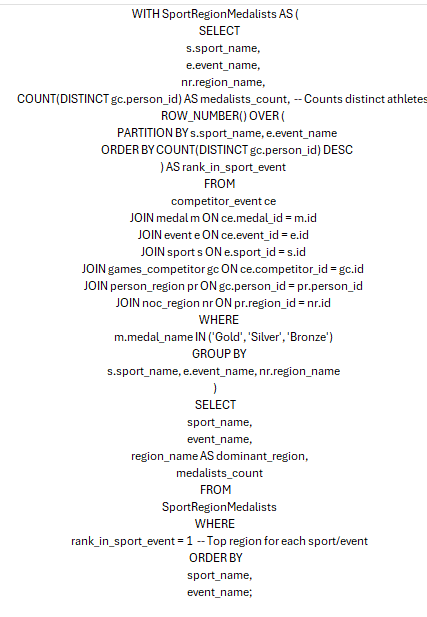 WITH SportRegionMedalists AS (
SELECT
s.sport_name,
e.event_name,
nr.region_name,
COUNT(DISTINCT gc.person_id) AS medalists_count, -- Counts distinct athletes
ROW_NUMBER() OVER (
PARTITION BY s.sport_name, e.event_name
ORDER BY COUNT(DISTINCT gc.person_id) DESC
) AS rank_in_sport_event
FROM
competitor_event ce
JOIN medal m ON ce.medal_id = m.id
JOIN event e ON ce.event_id = e.id
JOIN sport s ON e.sport_id = s.id
JOIN games_competitor gc ON ce.competitor_id = gc.id
JOIN person_region pr ON gc.person_id = pr.person_id
JOIN noc_region nr ON pr.region_id = nr.id
WHERE
m.medal_name IN ('Gold', 'Silver', 'Bronze')
GROUP BY
s.sport_name, e.event_name, nr.region_name
)
SELECT
sport_name,
event_name,
region_name AS dominant_region,
medalists_count
FROM
SportRegionMedalists
WHERE
rank_in_sport_event = 1 -- Top region for each sport/event
ORDER BY
sport_name,
event_name;